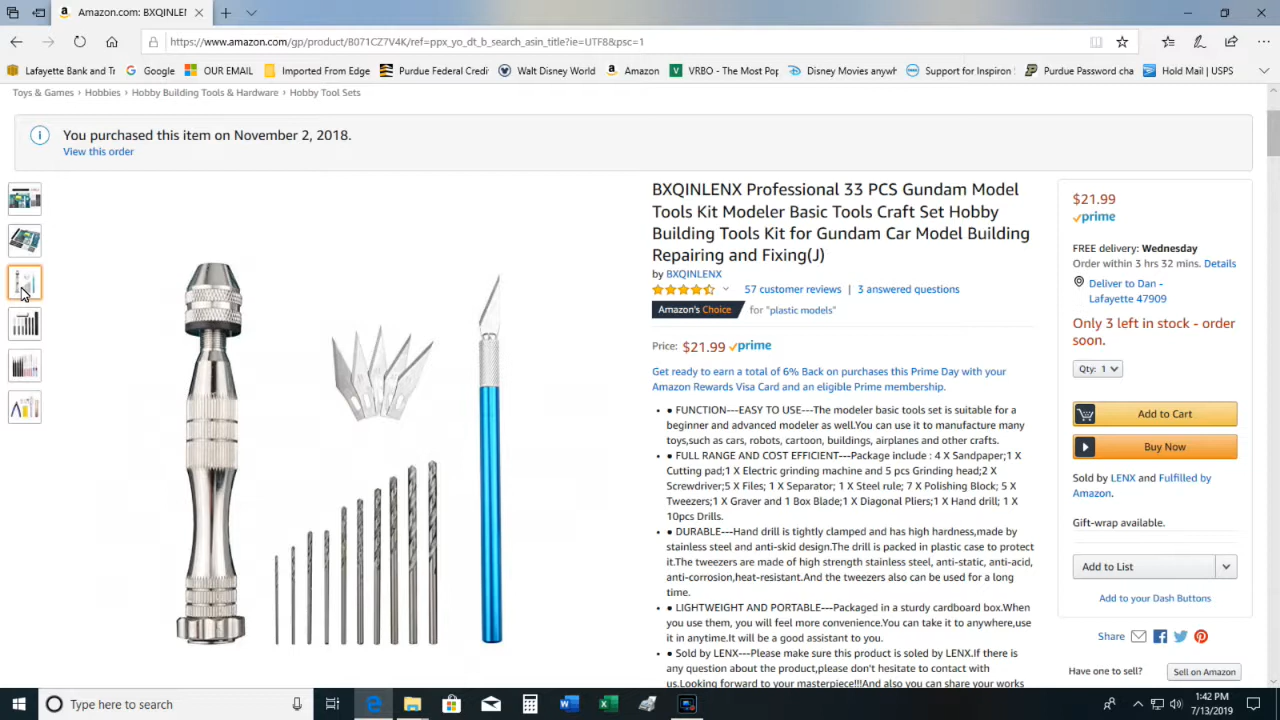 Amazon.com: BXQINLEN
https://www.amazon.com/gp/product/B071CZ7V4K/ref=ppx_yo_dt_b_search_asin_title?ie=UTF8&psc=1
Lafayette Bank and Tr
Google
OUR EMAIL
Imported From Edge
Purdue Federal Credi
Walt Disney World
Amazon
VRBO - The Most Pop
Disney Movies anywh
Support for Inspiron
Purdue Password cha
Hold Mail | USPS
Toys & Games › Hobbies › Hobby Building Tools & Hardware › Hobby Tool Sets
You purchased this item on November 2, 2018.
View this order
BXQINLENX Professional 33 PCS Gundam Model
Tools Kit Modeler Basic Tools Craft Set Hobby
Building Tools Kit for Gundam Car Model Building
Repairing and Fixing(J)
by BXQINLENX
57 customer reviews | 3 answered questions
Amazon's Choice for "plastic models"
Price: $21.99 prime
Get ready to earn a total of 6% Back on purchases this Prime Day with your
Amazon Rewards Visa Card and an eligible Prime membership.
• ● FUNCTION---EASY TO USE---The modeler basic tools set is suitable for a
beginner and advanced modeler as well.You can use it to manufacture many
toys,such as cars, robots, cartoon, buildings, airplanes and other crafts.
• ● FULL RANGE AND COST EFFICIENT---Package include : 4 X Sandpaper;1 X
Cutting pad;1 X Electric grinding machine and 5 pcs Grinding head;2 X
Screwdriver;5 X Files; 1 X Separator; 1 X Steel rule; 7 X Polishing Block; 5 X
Tweezers;1 X Graver and 1 Box Blade;1 X Diagonal Pliers;1 X Hand drill; 1 X
10pcs Drills.
• ● DURABLE---Hand drill is tightly clamped and has high hardness,made by
stainless steel and anti-skid design.The drill is packed in plastic case to protect
it.The tweezers are made of high strength stainless steel, anti-static, anti-acid,
anti-corrosion,heat-resistant.And the tweezers also can be used for a long
time.
• ● LIGHTWEIGHT AND PORTABLE---Packaged in a sturdy cardboard box.When
you use them, you will feel more convenience.You can take it to anywhere,use
it in anytime.It will be a good assistant to you.
• ● Sold by LENX---Please make sure this product is soled by LENX.If there is
any question about the product,please don't hesitate to contact with
us.Looking forward to your masterpiece!!!And also you can share your works
$21.99
prime
FREE delivery: Wednesday
Order within 3 hrs 32 mins. Details
Deliver to Dan -
Lafayette 47909
Only 3 left in stock - order
soon.
Qty: 1
Add to Cart
Buy Now
Sold by LENX and Fulfilled by
Amazon.
Gift-wrap available.
Add to List
Add to your Dash Buttons
Share
Have one to sell?
Sell on Amazon
Type here to search
1:42 PM
7/13/2019